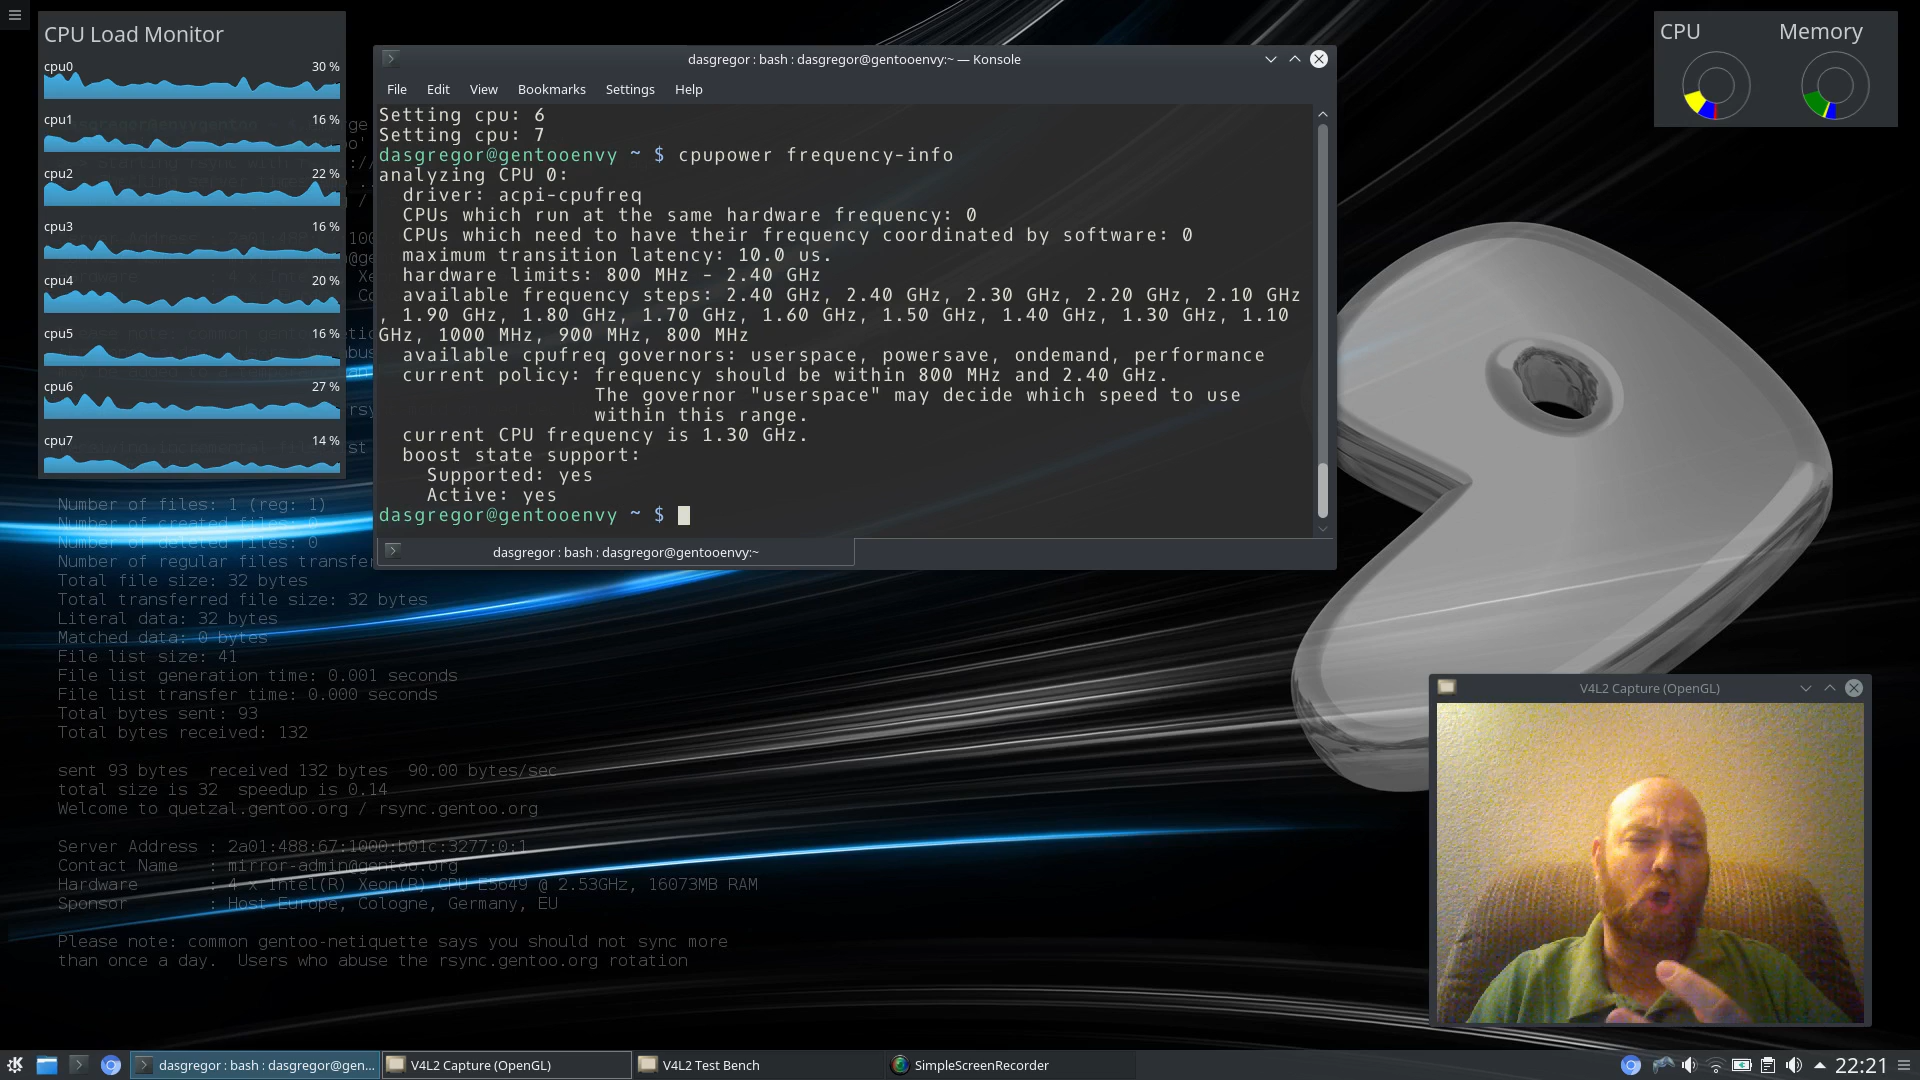 CPU Load Monitor
cpu0 30 %
cpu1 16 %
cpu2 22 %
cpu3 16 %
cpu4 20 %
cpu5 16 %
cpu6 27 %
cpu7 14 %
dasgregor : bash : dasgregor@gentooenvy:~ — Konsole
File Edit View Bookmarks Settings Help
Setting cpu: 6
Setting cpu: 7
dasgregor@gentooenvy ~ $ cpupower frequency-info
analyzing CPU 0:
driver: acpi-cpufreq
CPUs which run at the same hardware frequency: 0
CPUs which need to have their frequency coordinated by software: 0
maximum transition latency: 10.0 us.
hardware limits: 800 MHz - 2.40 GHz
available frequency steps: 2.40 GHz, 2.40 GHz, 2.30 GHz, 2.20 GHz, 2.10 GHz
, 1.90 GHz, 1.80 GHz, 1.70 GHz, 1.60 GHz, 1.50 GHz, 1.40 GHz, 1.30 GHz, 1.10
GHz, 1000 MHz, 900 MHz, 800 MHz
available cpufreq governors: userspace, powersave, ondemand, performance
current policy: frequency should be within 800 MHz and 2.40 GHz.
The governor "userspace" may decide which speed to use
within this range.
current CPU frequency is 1.30 GHz.
boost state support:
Supported: yes
Active: yes
dasgregor@gentooenvy ~ $
dasgregor : bash : dasgregor@gentooenvy:~
CPU Memory
Number of files: 1 (reg: 1)
Number of created files: 0
Number of deleted files: 0
Number of regular files transfer
Total file size: 32 bytes
Total transferred file size: 32 bytes
Literal data: 32 bytes
Matched data: 0 bytes
File list size: 41
File list generation time: 0.001 seconds
File list transfer time: 0.000 seconds
Total bytes sent: 93
Total bytes received: 132
sent 93 bytes received 132 bytes 90.00 bytes/sec
total size is 32 speedup is 0.14
Welcome to quetzal.gentoo.org / rsync.gentoo.org
Server Address : 2a01:488:67:1000:b01c:3277:0:1
Contact Name : mirror-admin@gentoo.org
Hardware : 4 x Intel(R) Xeon(R) CPU E5649 @ 2.53GHz, 16073MB RAM
Sponsor : Host Europe, Cologne, Germany, EU
Please note: common gentoo-netiquette says you should not sync more
than once a day. Users who abuse the rsync.gentoo.org rotation
V4L2 Capture (OpenGL)
dasgregor : bash : dasgregor@gen...
V4L2 Capture (OpenGL)
V4L2 Test Bench
SimpleScreenRecorder
22:21